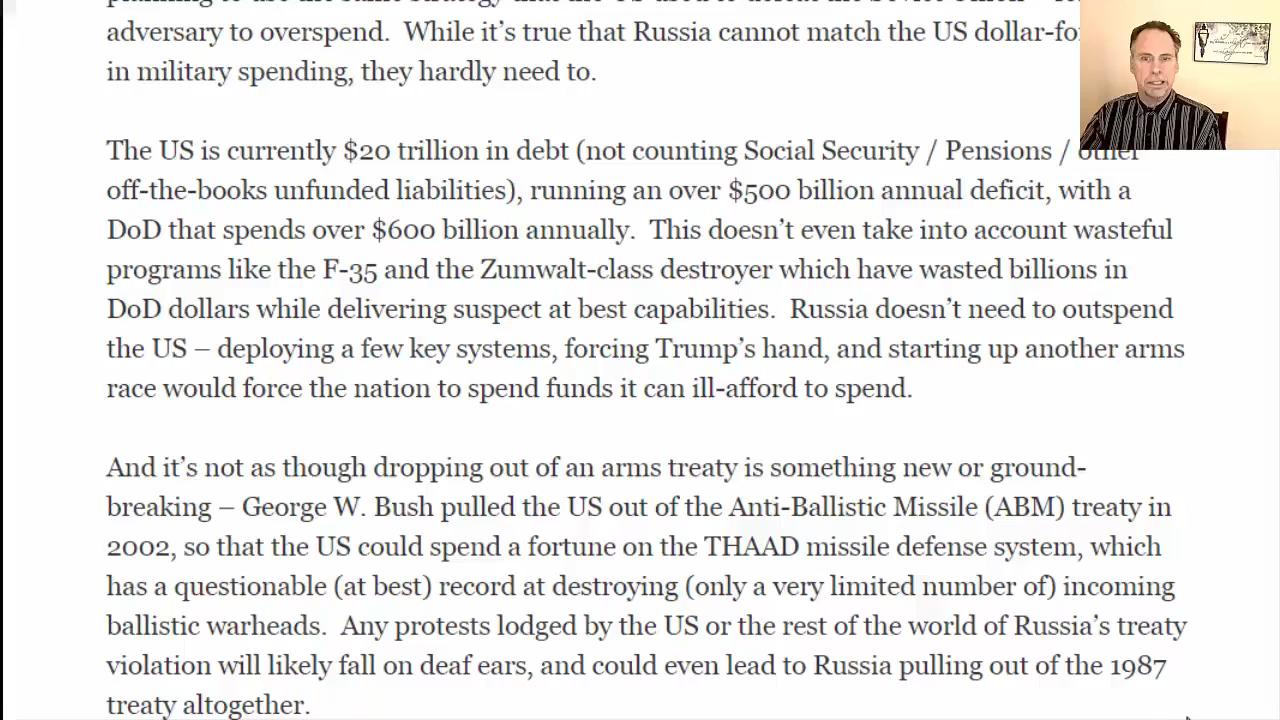 adversary to overspend.  While it's true that Russia cannot match the US
in military spending, they hardly need to.
The US is currently $20 trillion in debt (not counting Social Security / Pensions / other
off-the-books unfunded liabilities), running an over $500 billion annual deficit, with a
DoD that spends over $600 billion annually.  This doesn't even take into account wasteful
programs like the F-35 and the Zumwalt-class destroyer which have wasted billions in
DoD dollars while delivering suspect at best capabilities.  Russia doesn't need to outspend
the US – deploying a few key systems, forcing Trump's hand, and starting up another arms
race would force the nation to spend funds it can ill-afford to spend.
And it's not as though dropping out of an arms treaty is something new or ground-
breaking – George W. Bush pulled the US out of the Anti-Ballistic Missile (ABM) treaty in
2002, so that the US could spend a fortune on the THAAD missile defense system, which
has a questionable (at best) record at destroying (only a very limited number of) incoming
ballistic warheads.  Any protests lodged by the US or the rest of the world of Russia's treaty
violation will likely fall on deaf ears, and could even lead to Russia pulling out of the 1987
treaty altogether.